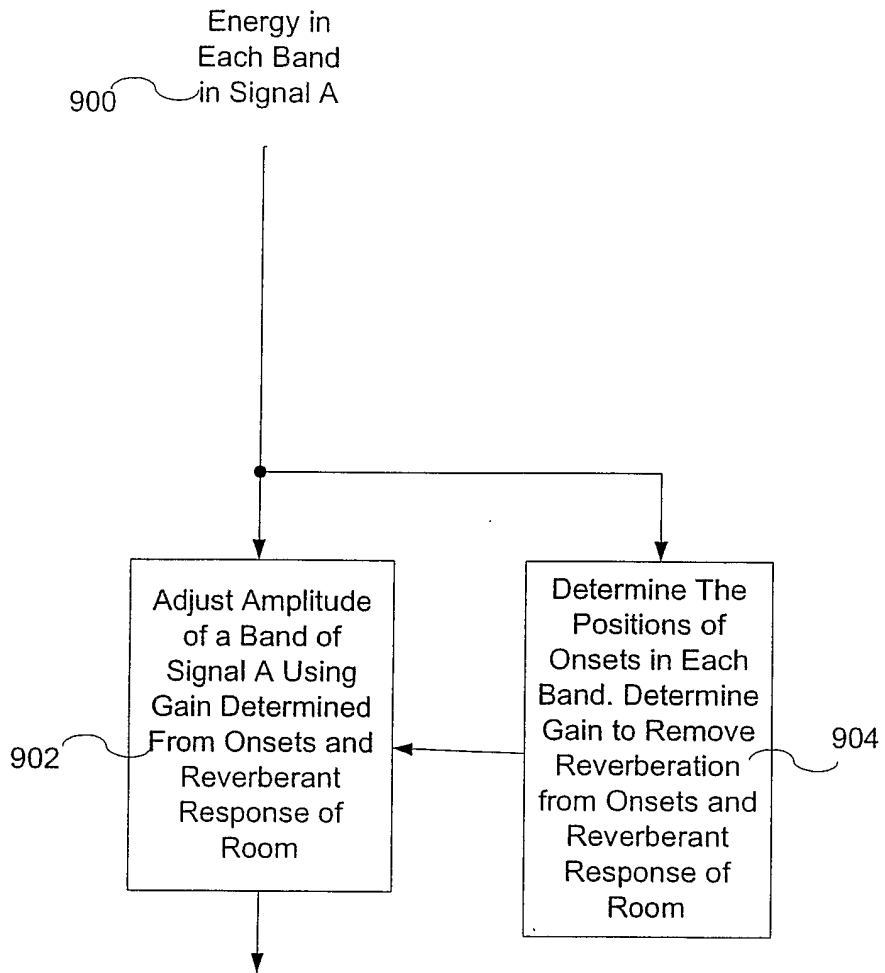 Energy in
Each Band
in Signal A
900
Adjust Amplitude
of a Band of
Signal A Using
Gain Determined
From Onsets and
Reverberant
Response of
Room
902
Determine The
Positions of
Onsets in Each
Band. Determine
Gain to Remove
Reverberation
from Onsets and
Reverberant
Response of
Room
904